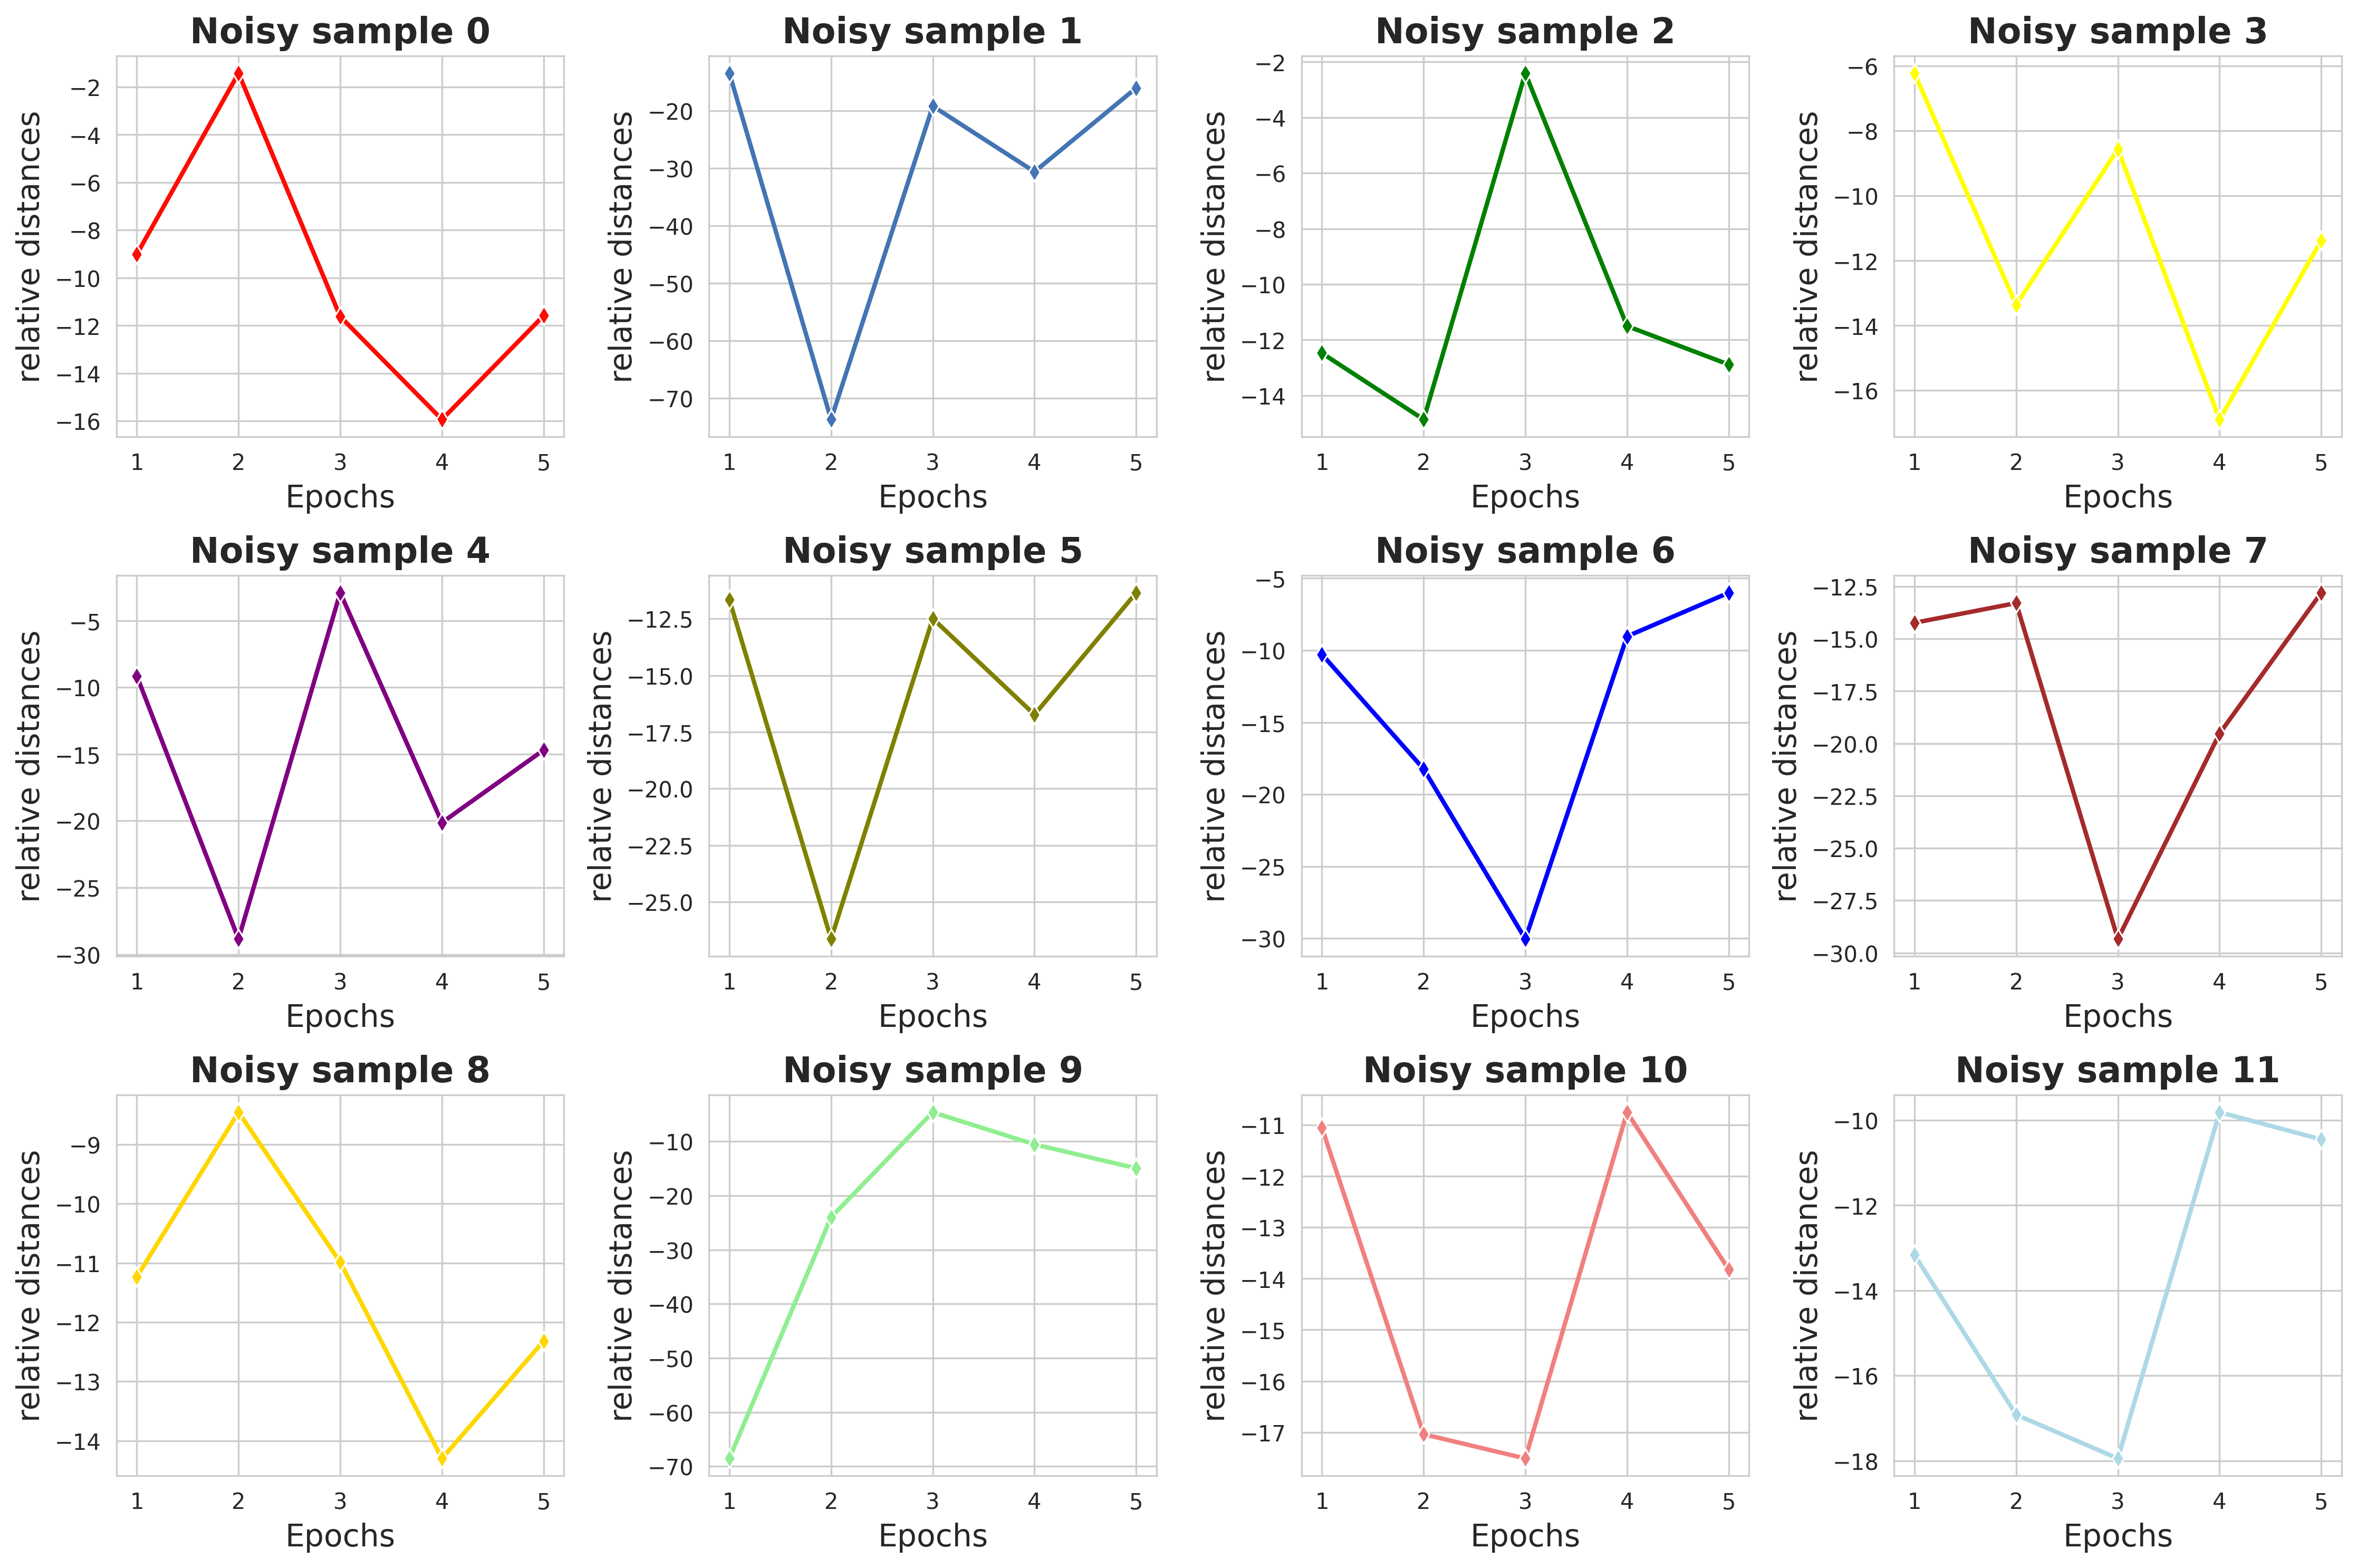 Noisy sample 0
relative distances
−2
−4
−6
−8
−10
−12
−14
−16
1 2 3 4 5
Epochs
Noisy sample 1
relative distances
−20
−30
−40
−50
−60
−70
1 2 3 4 5
Epochs
Noisy sample 2
relative distances
−2
−4
−6
−8
−10
−12
−14
1 2 3 4 5
Epochs
Noisy sample 3
relative distances
−6
−8
−10
−12
−14
−16
1 2 3 4 5
Epochs
Noisy sample 4
relative distances
−5
−10
−15
−20
−25
−30
1 2 3 4 5
Epochs
Noisy sample 5
relative distances
−12.5
−15.0
−17.5
−20.0
−22.5
−25.0
1 2 3 4 5
Epochs
Noisy sample 6
relative distances
−5
−10
−15
−20
−25
−30
1 2 3 4 5
Epochs
Noisy sample 7
relative distances
−12.5
−15.0
−17.5
−20.0
−22.5
−25.0
−27.5
−30.0
1 2 3 4 5
Epochs
Noisy sample 8
relative distances
−9
−10
−11
−12
−13
−14
1 2 3 4 5
Epochs
Noisy sample 9
relative distances
−10
−20
−30
−40
−50
−60
−70
1 2 3 4 5
Epochs
Noisy sample 10
relative distances
−11
−12
−13
−14
−15
−16
−17
1 2 3 4 5
Epochs
Noisy sample 11
relative distances
−10
−12
−14
−16
−18
1 2 3 4 5
Epochs